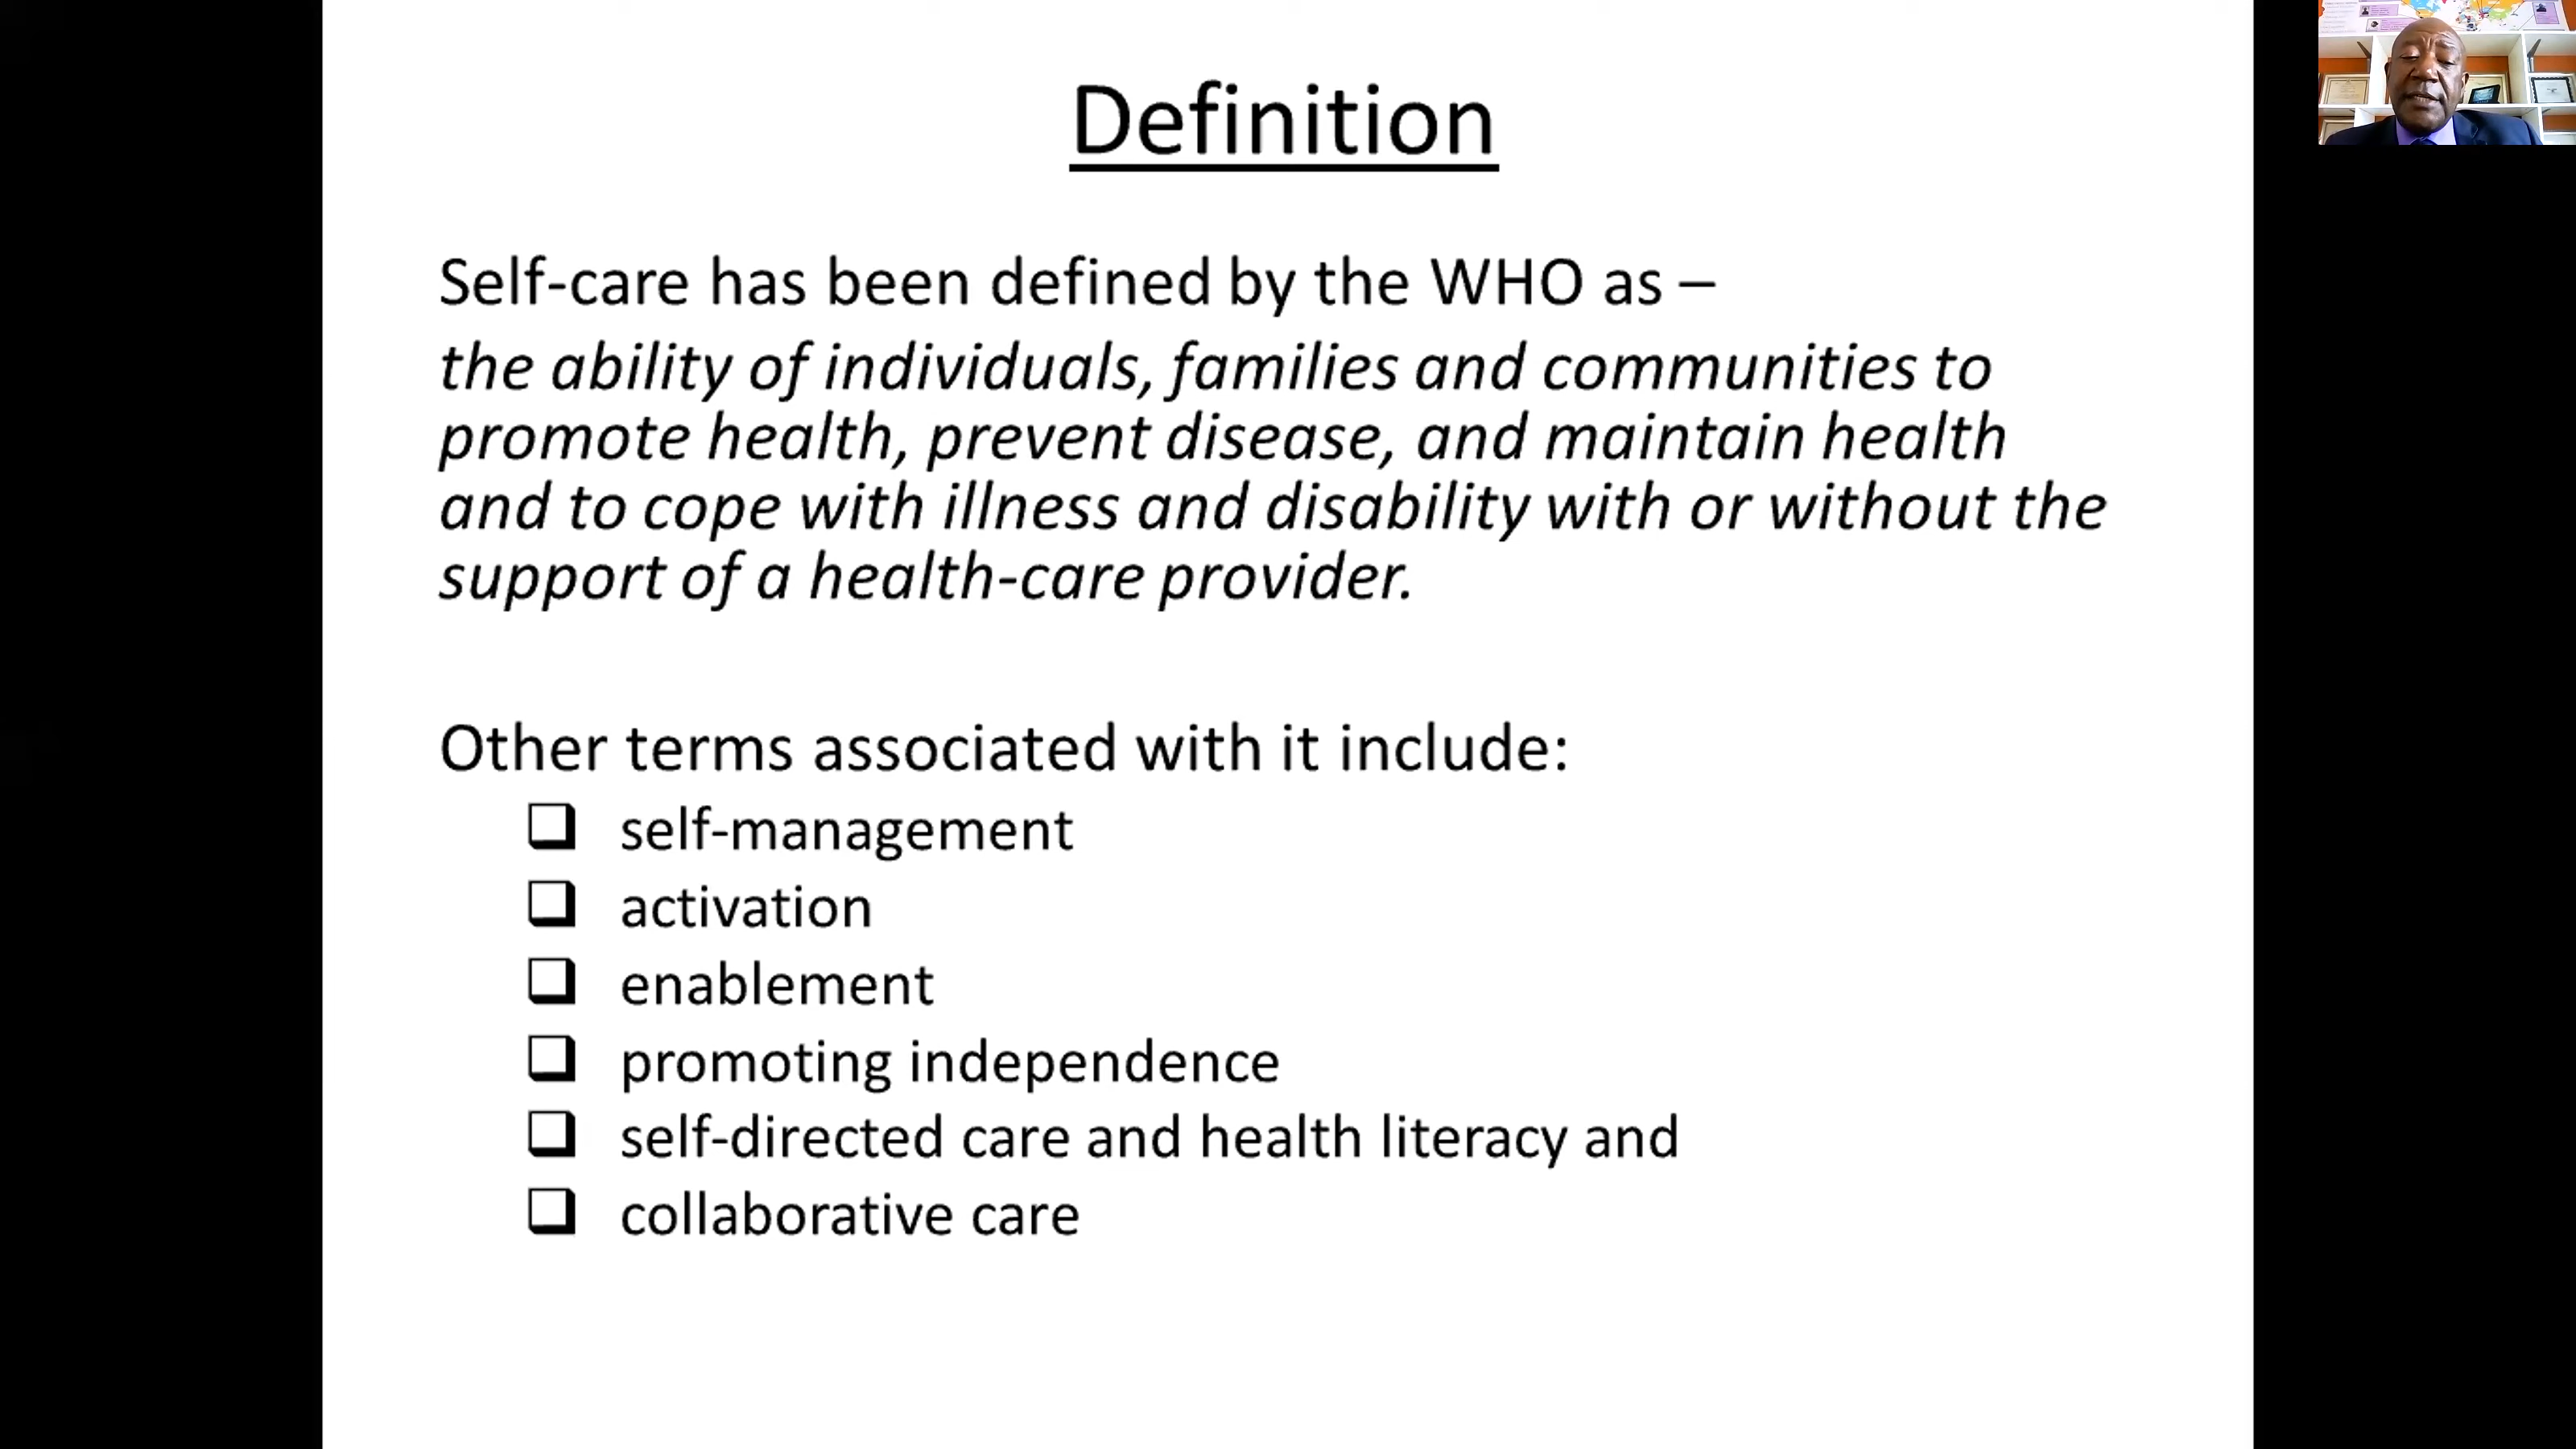 Definition
Self-care has been defined by the WHO as –
the ability of individuals, families and communities to
promote health, prevent disease, and maintain health
and to cope with illness and disability with or without the
support of a health-care provider.
Other terms associated with it include:
❑ self-management
❑ activation
❑ enablement
❑ promoting independence
❑ self-directed care and health literacy and
❑ collaborative care